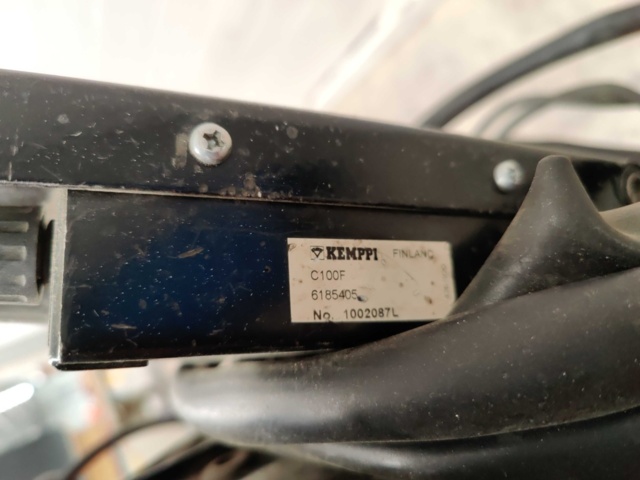 KEMPPI FINLAND
C100F
6185405
No. 1002087L